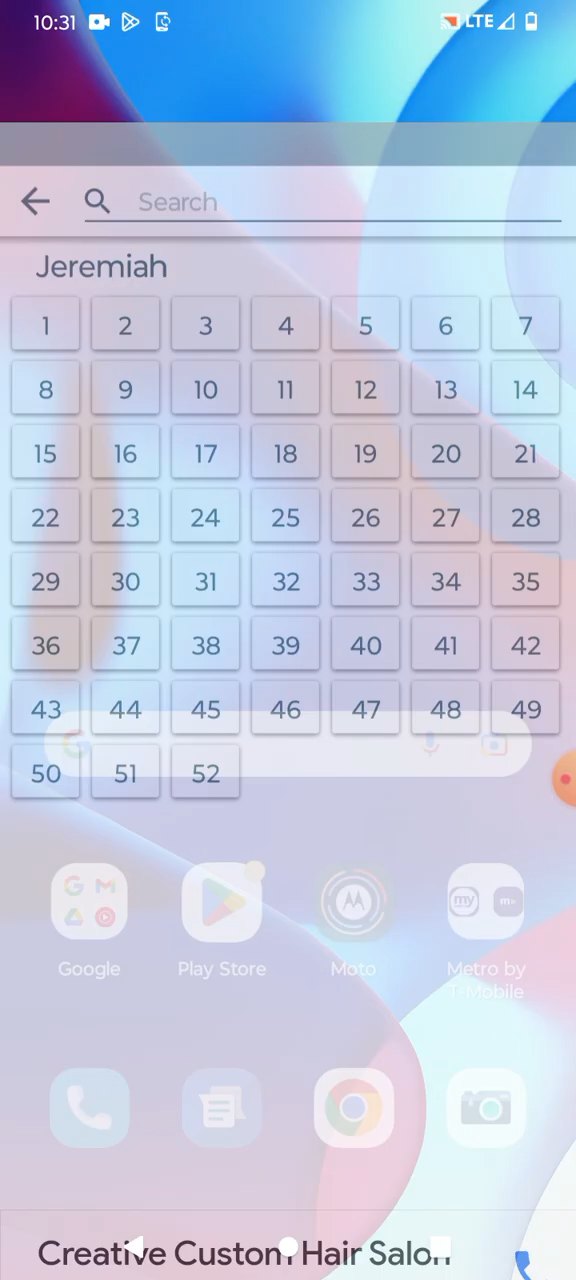 10:31 LTE
Search
Jeremiah
1 2 3 4 5 6 7
8 9 10 11 12 13 14
15 16 17 18 19 20 21
22 23 24 25 26 27 28
29 30 31 32 33 34 35
36 37 38 39 40 41 42
43 44 45 46 47 48 49
50 51 52
my m+
Google Play Store Moto Metro by
T-Mobile
Creative Custom Hair Salon